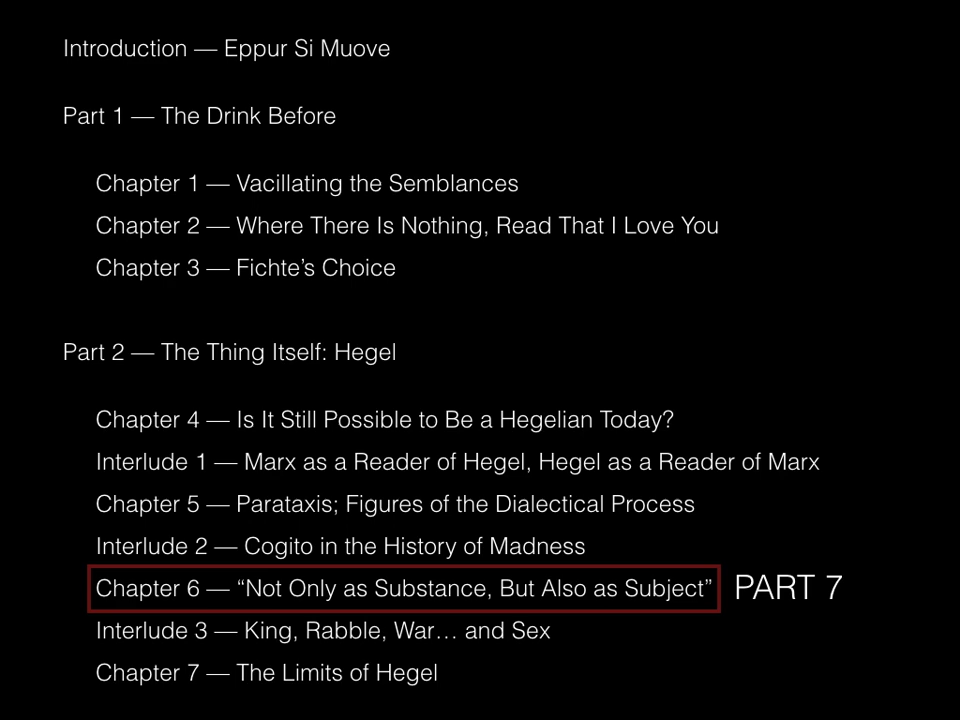 Introduction — Eppur Si Muove
Part 1 — The Drink Before
Chapter 1 — Vacillating the Semblances
Chapter 2 — Where There Is Nothing, Read That I Love You
Chapter 3 — Fichte’s Choice
Part 2 — The Thing Itself: Hegel
Chapter 4 — Is It Still Possible to Be a Hegelian Today?
Interlude 1 — Marx as a Reader of Hegel, Hegel as a Reader of Marx
Chapter 5 — Parataxis; Figures of the Dialectical Process
Interlude 2 — Cogito in the History of Madness
Chapter 6 — “Not Only as Substance, But Also as Subject” PART 7
Interlude 3 — King, Rabble, War… and Sex
Chapter 7 — The Limits of Hegel